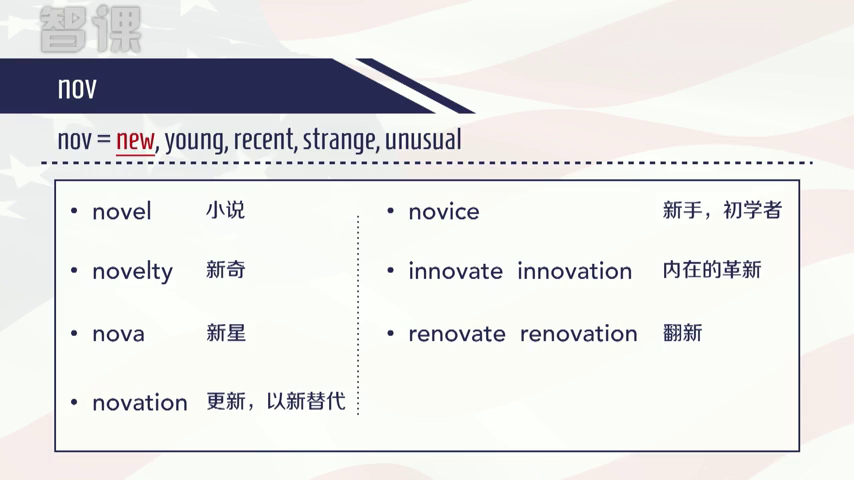 智课
nov
nov = new, young, recent, strange, unusual
• novel 小说
• novelty 新奇
• nova 新星
• novation 更新，以新替代
• novice 新手，初学者
• innovate innovation 内在的革新
• renovate renovation 翻新